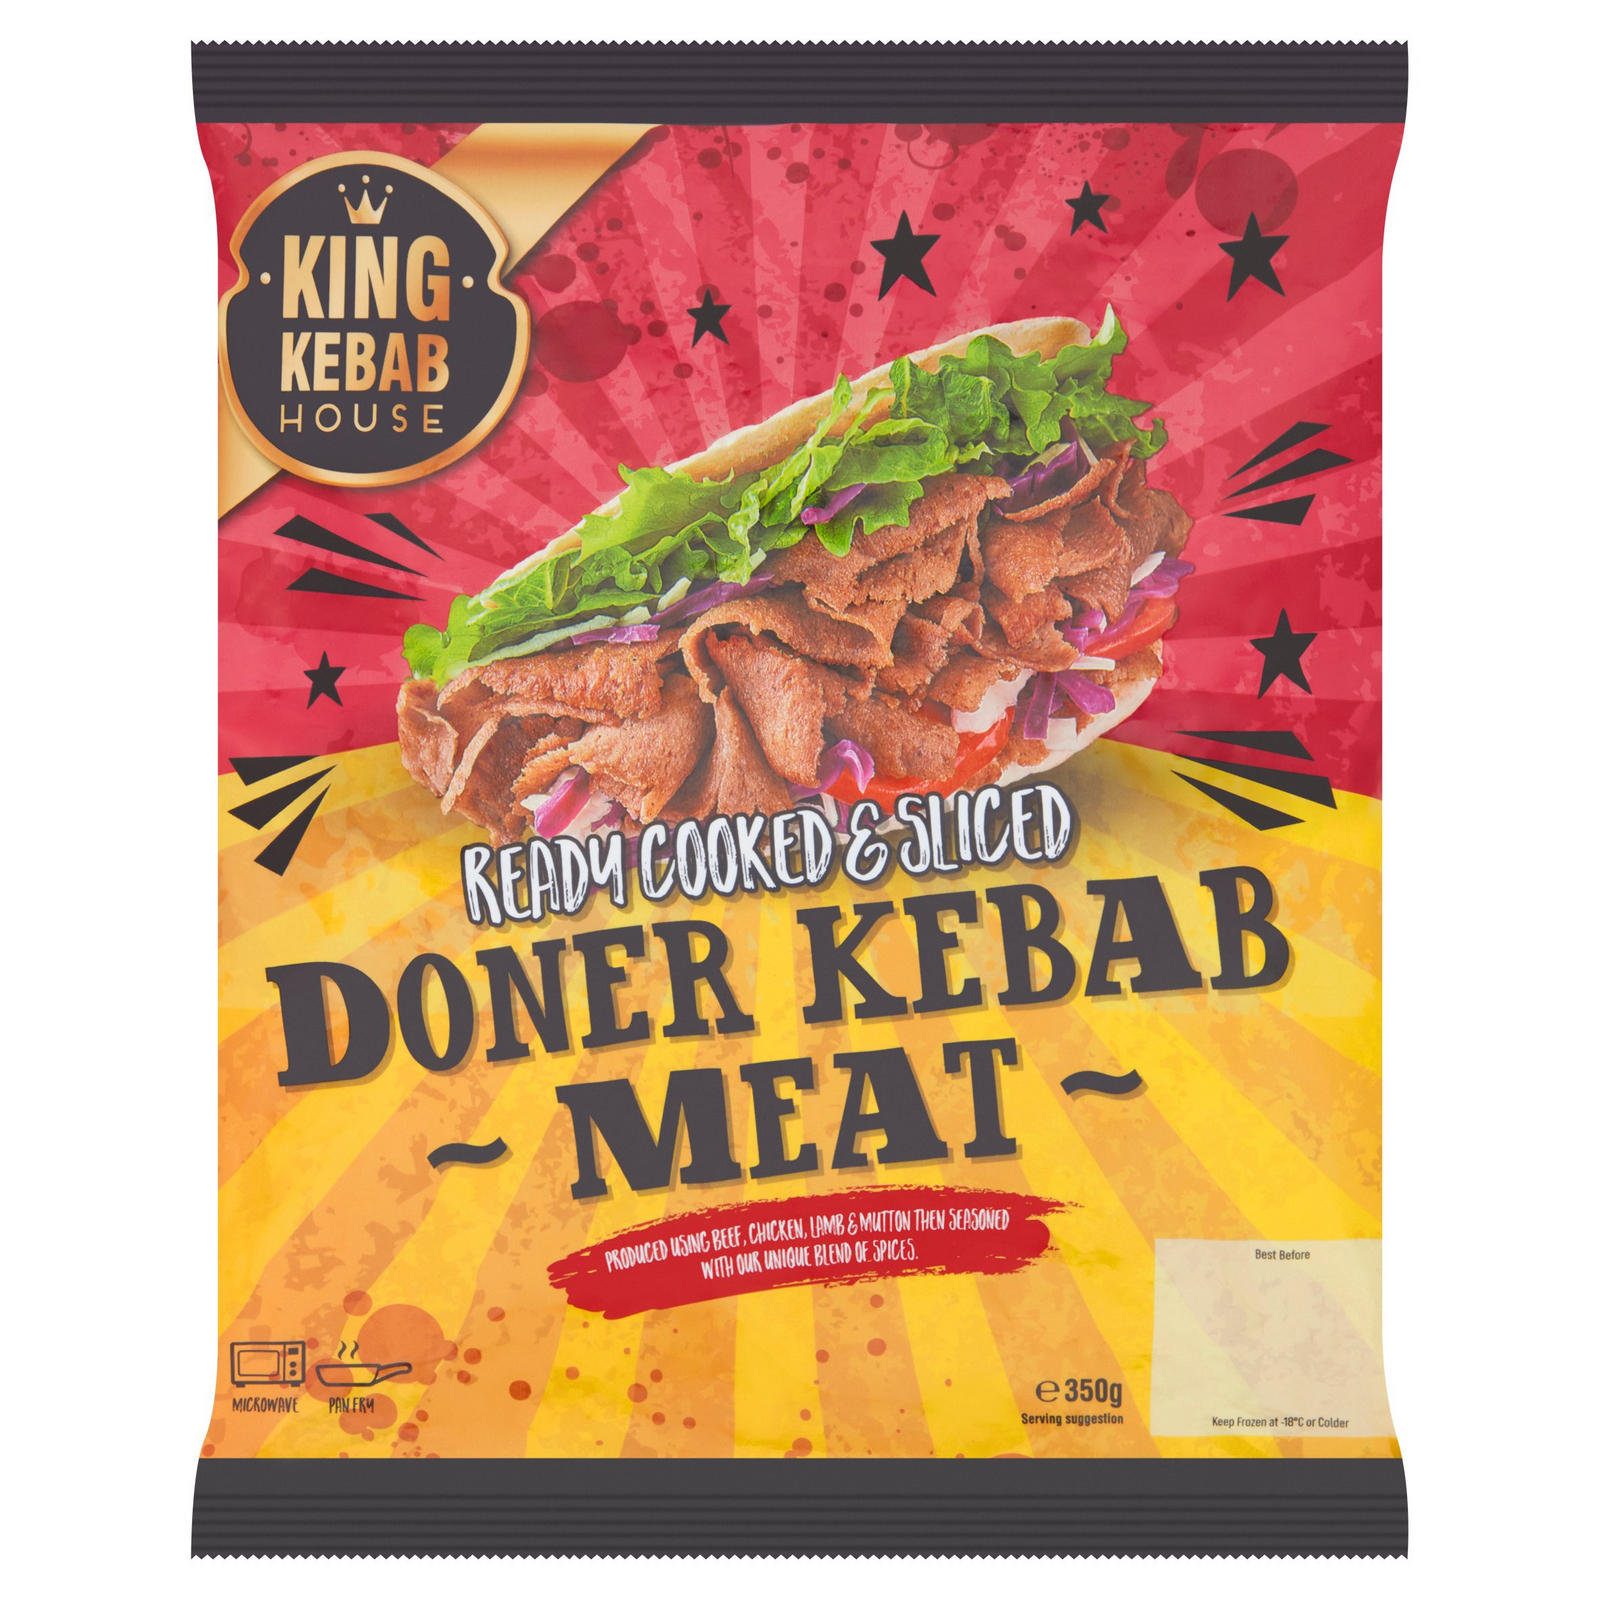 KING
KEBAB
HOUSE
READY COOKED & SLICED
DONER KEBAB
~ MEAT ~
PRODUCED USING BEEF, CHICKEN, LAMB & MUTTON THEN SEASONED
WITH OUR UNIQUE BLEND OF SPICES.
MICROWAVE
PAN FRY
℮ 350g
Serving suggestion
Best Before
Keep Frozen at -18°C or Colder